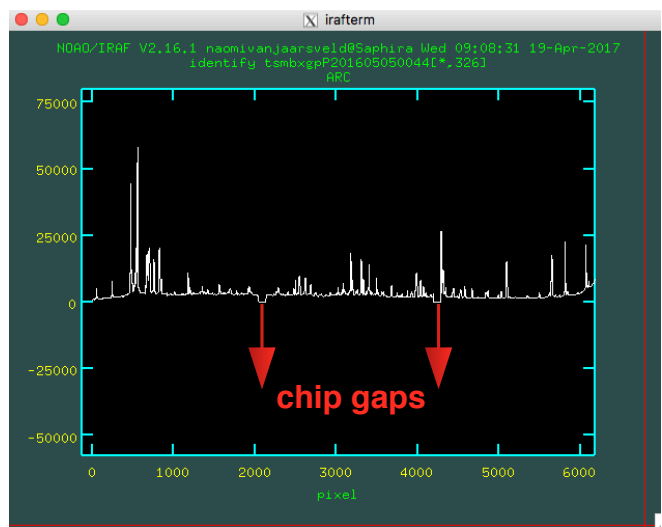 irafterm
NOAO/IRAF V2.16.1 naomivanjaarsveld@Saphira Wed 09:08:31 19-Apr-2017
identify tsmbxgpP201605050044[*,326]
ARC
75000
50000
25000
0
-25000
-50000
chip gaps
0 1000 2000 3000 4000 5000 6000
pixel